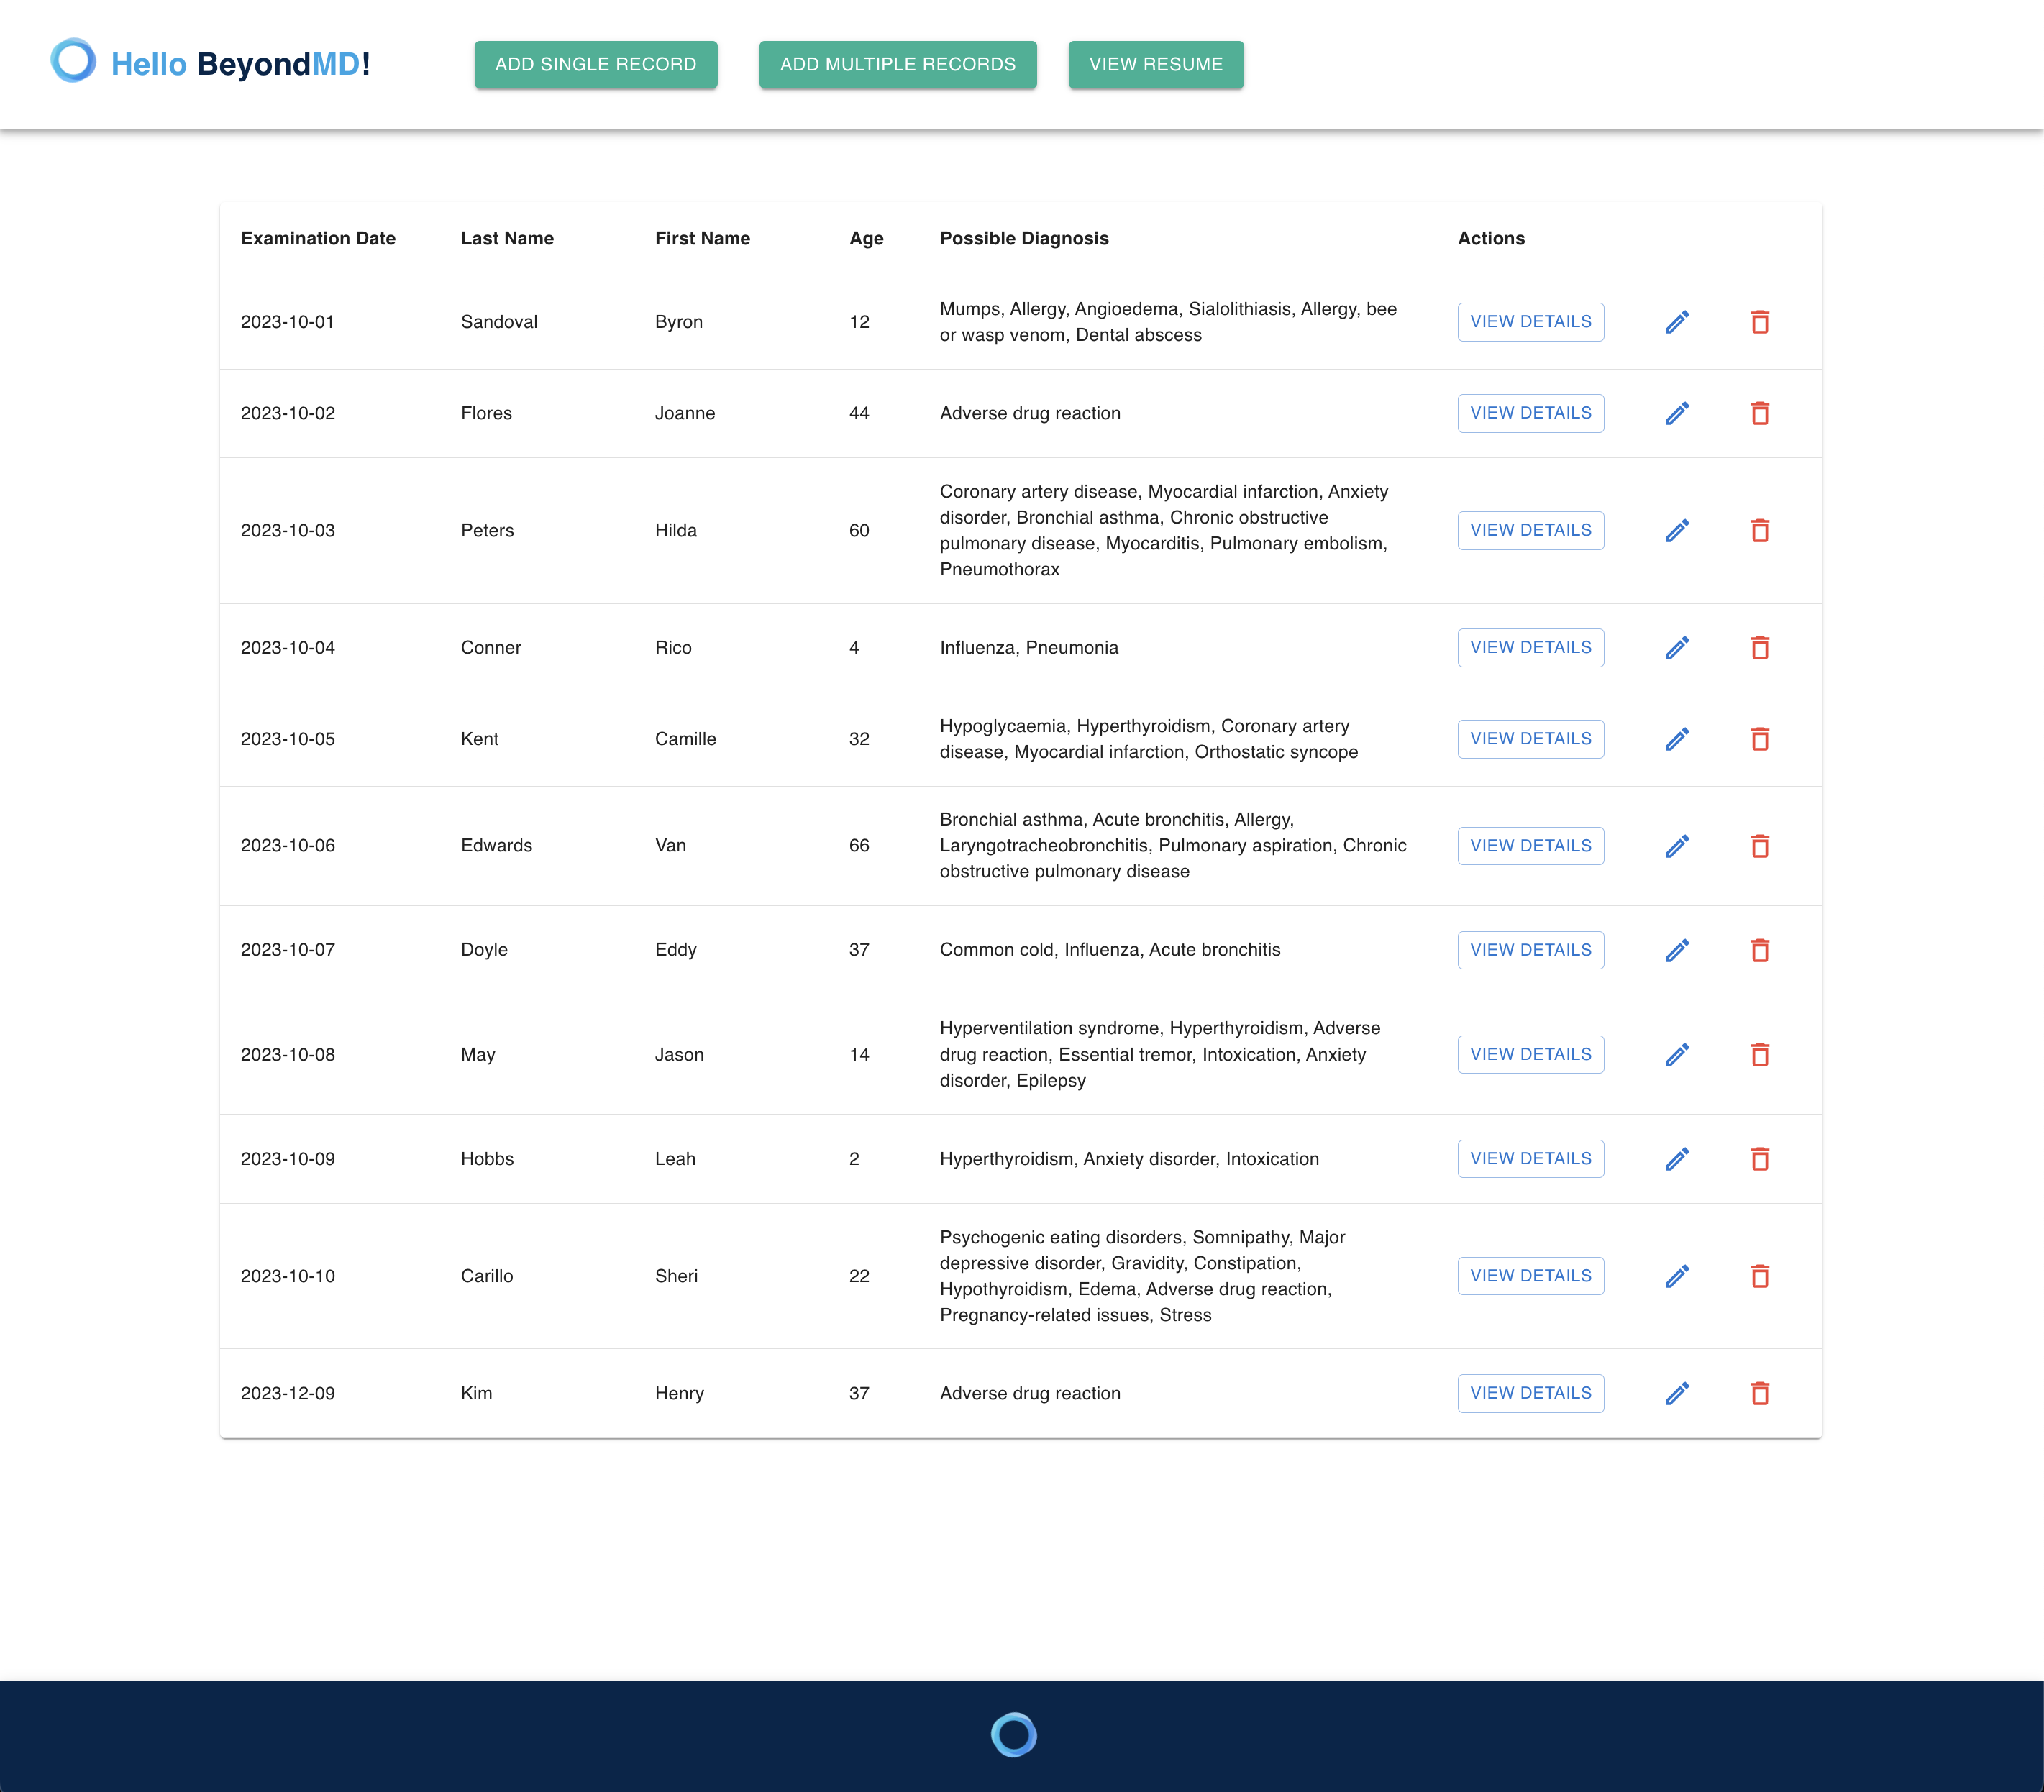 Hello BeyondMD!
ADD SINGLE RECORD
ADD MULTIPLE RECORDS
VIEW RESUME
Examination Date Last Name First Name Age Possible Diagnosis Actions
2023-10-01 Sandoval Byron 12 Mumps, Allergy, Angioedema, Sialolithiasis, Allergy, bee
or wasp venom, Dental abscess
VIEW DETAILS
2023-10-02 Flores Joanne 44 Adverse drug reaction VIEW DETAILS
2023-10-03 Peters Hilda 60 Coronary artery disease, Myocardial infarction, Anxiety
disorder, Bronchial asthma, Chronic obstructive
pulmonary disease, Myocarditis, Pulmonary embolism,
Pneumothorax
VIEW DETAILS
2023-10-04 Conner Rico 4 Influenza, Pneumonia VIEW DETAILS
2023-10-05 Kent Camille 32 Hypoglycaemia, Hyperthyroidism, Coronary artery
disease, Myocardial infarction, Orthostatic syncope
VIEW DETAILS
2023-10-06 Edwards Van 66 Bronchial asthma, Acute bronchitis, Allergy,
Laryngotracheobronchitis, Pulmonary aspiration, Chronic
obstructive pulmonary disease
VIEW DETAILS
2023-10-07 Doyle Eddy 37 Common cold, Influenza, Acute bronchitis VIEW DETAILS
2023-10-08 May Jason 14 Hyperventilation syndrome, Hyperthyroidism, Adverse
drug reaction, Essential tremor, Intoxication, Anxiety
disorder, Epilepsy
VIEW DETAILS
2023-10-09 Hobbs Leah 2 Hyperthyroidism, Anxiety disorder, Intoxication VIEW DETAILS
2023-10-10 Carillo Sheri 22 Psychogenic eating disorders, Somnipathy, Major
depressive disorder, Gravidity, Constipation,
Hypothyroidism, Edema, Adverse drug reaction,
Pregnancy-related issues, Stress
VIEW DETAILS
2023-12-09 Kim Henry 37 Adverse drug reaction VIEW DETAILS